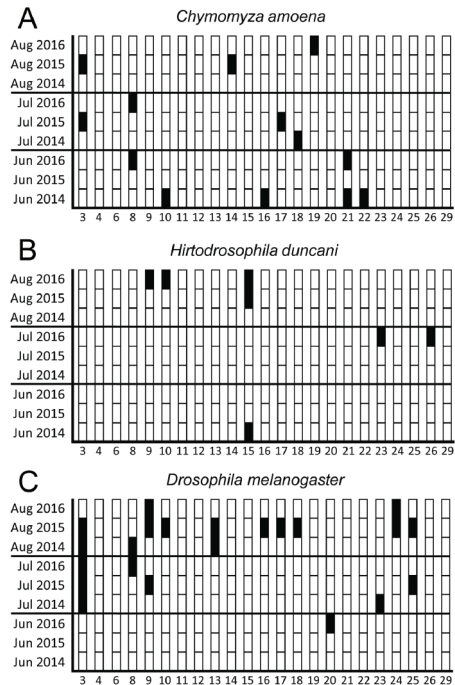 A
Chymomyza amoena
Aug 2016
Aug 2015
Aug 2014
Jul 2016
Jul 2015
Jul 2014
Jun 2016
Jun 2015
Jun 2014
3 4 6 8 9 10 11 12 13 14 15 16 17 18 19 20 21 22 23 24 25 26 29
B
Hirtodrosophila duncani
Aug 2016
Aug 2015
Aug 2014
Jul 2016
Jul 2015
Jul 2014
Jun 2016
Jun 2015
Jun 2014
3 4 6 8 9 10 11 12 13 14 15 16 17 18 19 20 21 22 23 24 25 26 29
C
Drosophila melanogaster
Aug 2016
Aug 2015
Aug 2014
Jul 2016
Jul 2015
Jul 2014
Jun 2016
Jun 2015
Jun 2014
3 4 6 8 9 10 11 12 13 14 15 16 17 18 19 20 21 22 23 24 25 26 29